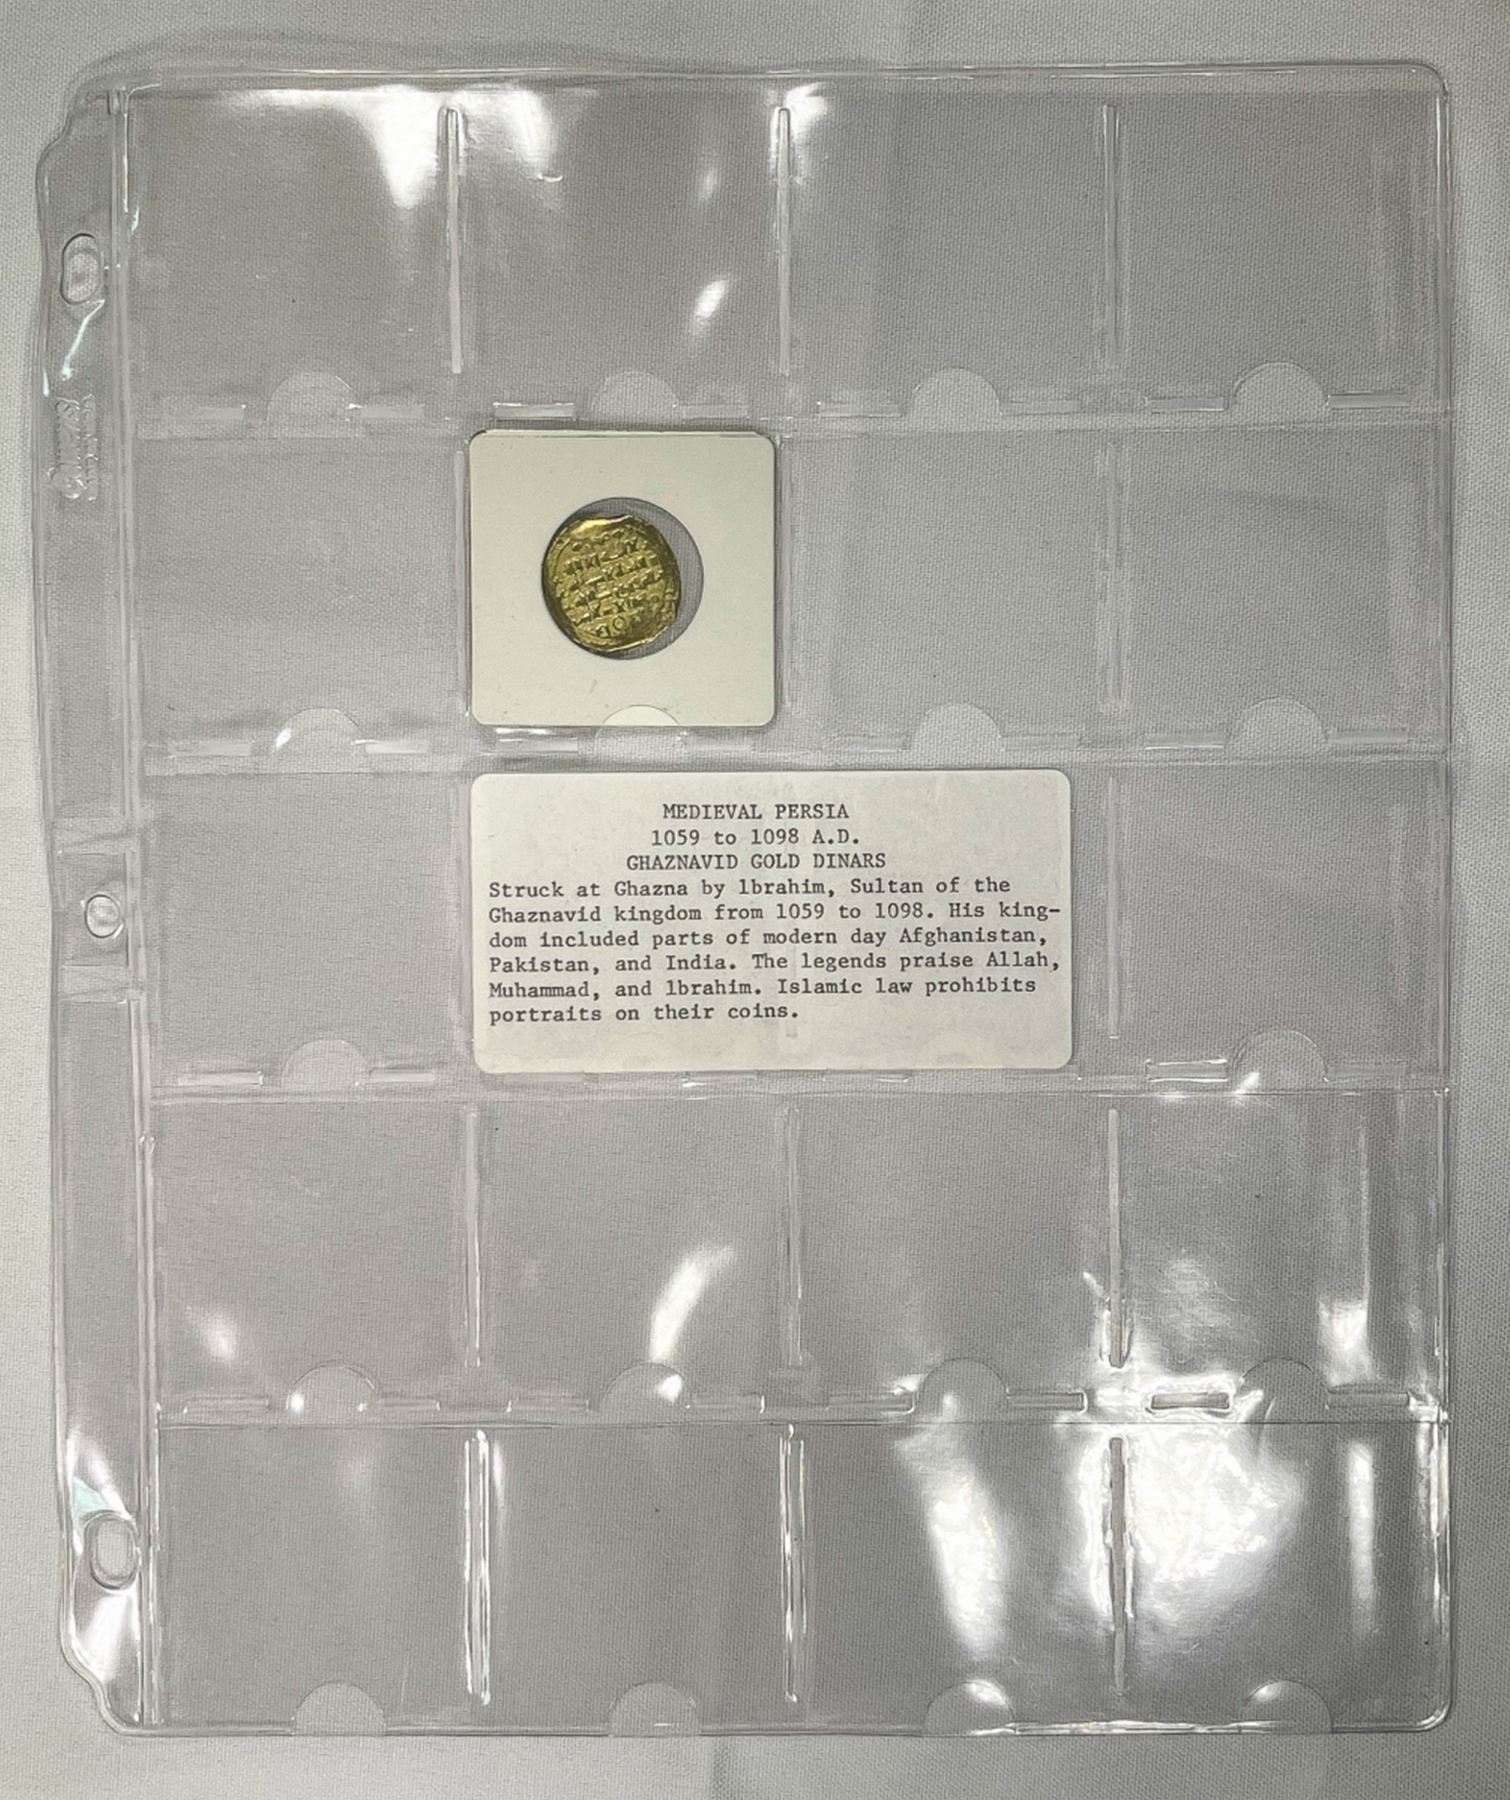 MEDIEVAL PERSIA
1059 to 1098 A.D.
GHAZNAVID GOLD DINARS
Struck at Ghazna by lbrahim, Sultan of the
Ghaznavid kingdom from 1059 to 1098. His king-
dom included parts of modern day Afghanistan,
Pakistan, and India. The legends praise Allah,
Muhammad, and lbrahim. Islamic law prohibits
portraits on their coins.